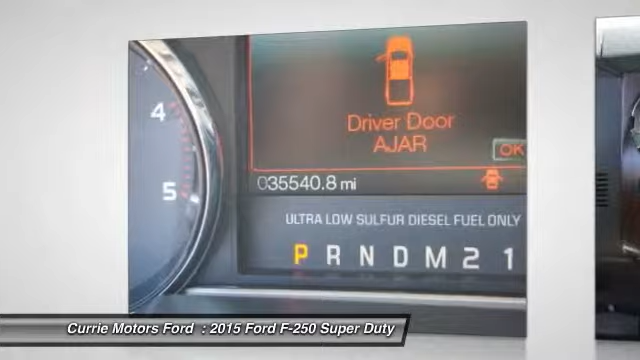 4
5
Driver Door
AJAR
OK
035540.8 mi
ULTRA LOW SULFUR DIESEL FUEL ONLY
P R N D M 2 1
Currie Motors Ford : 2015 Ford F-250 Super Duty